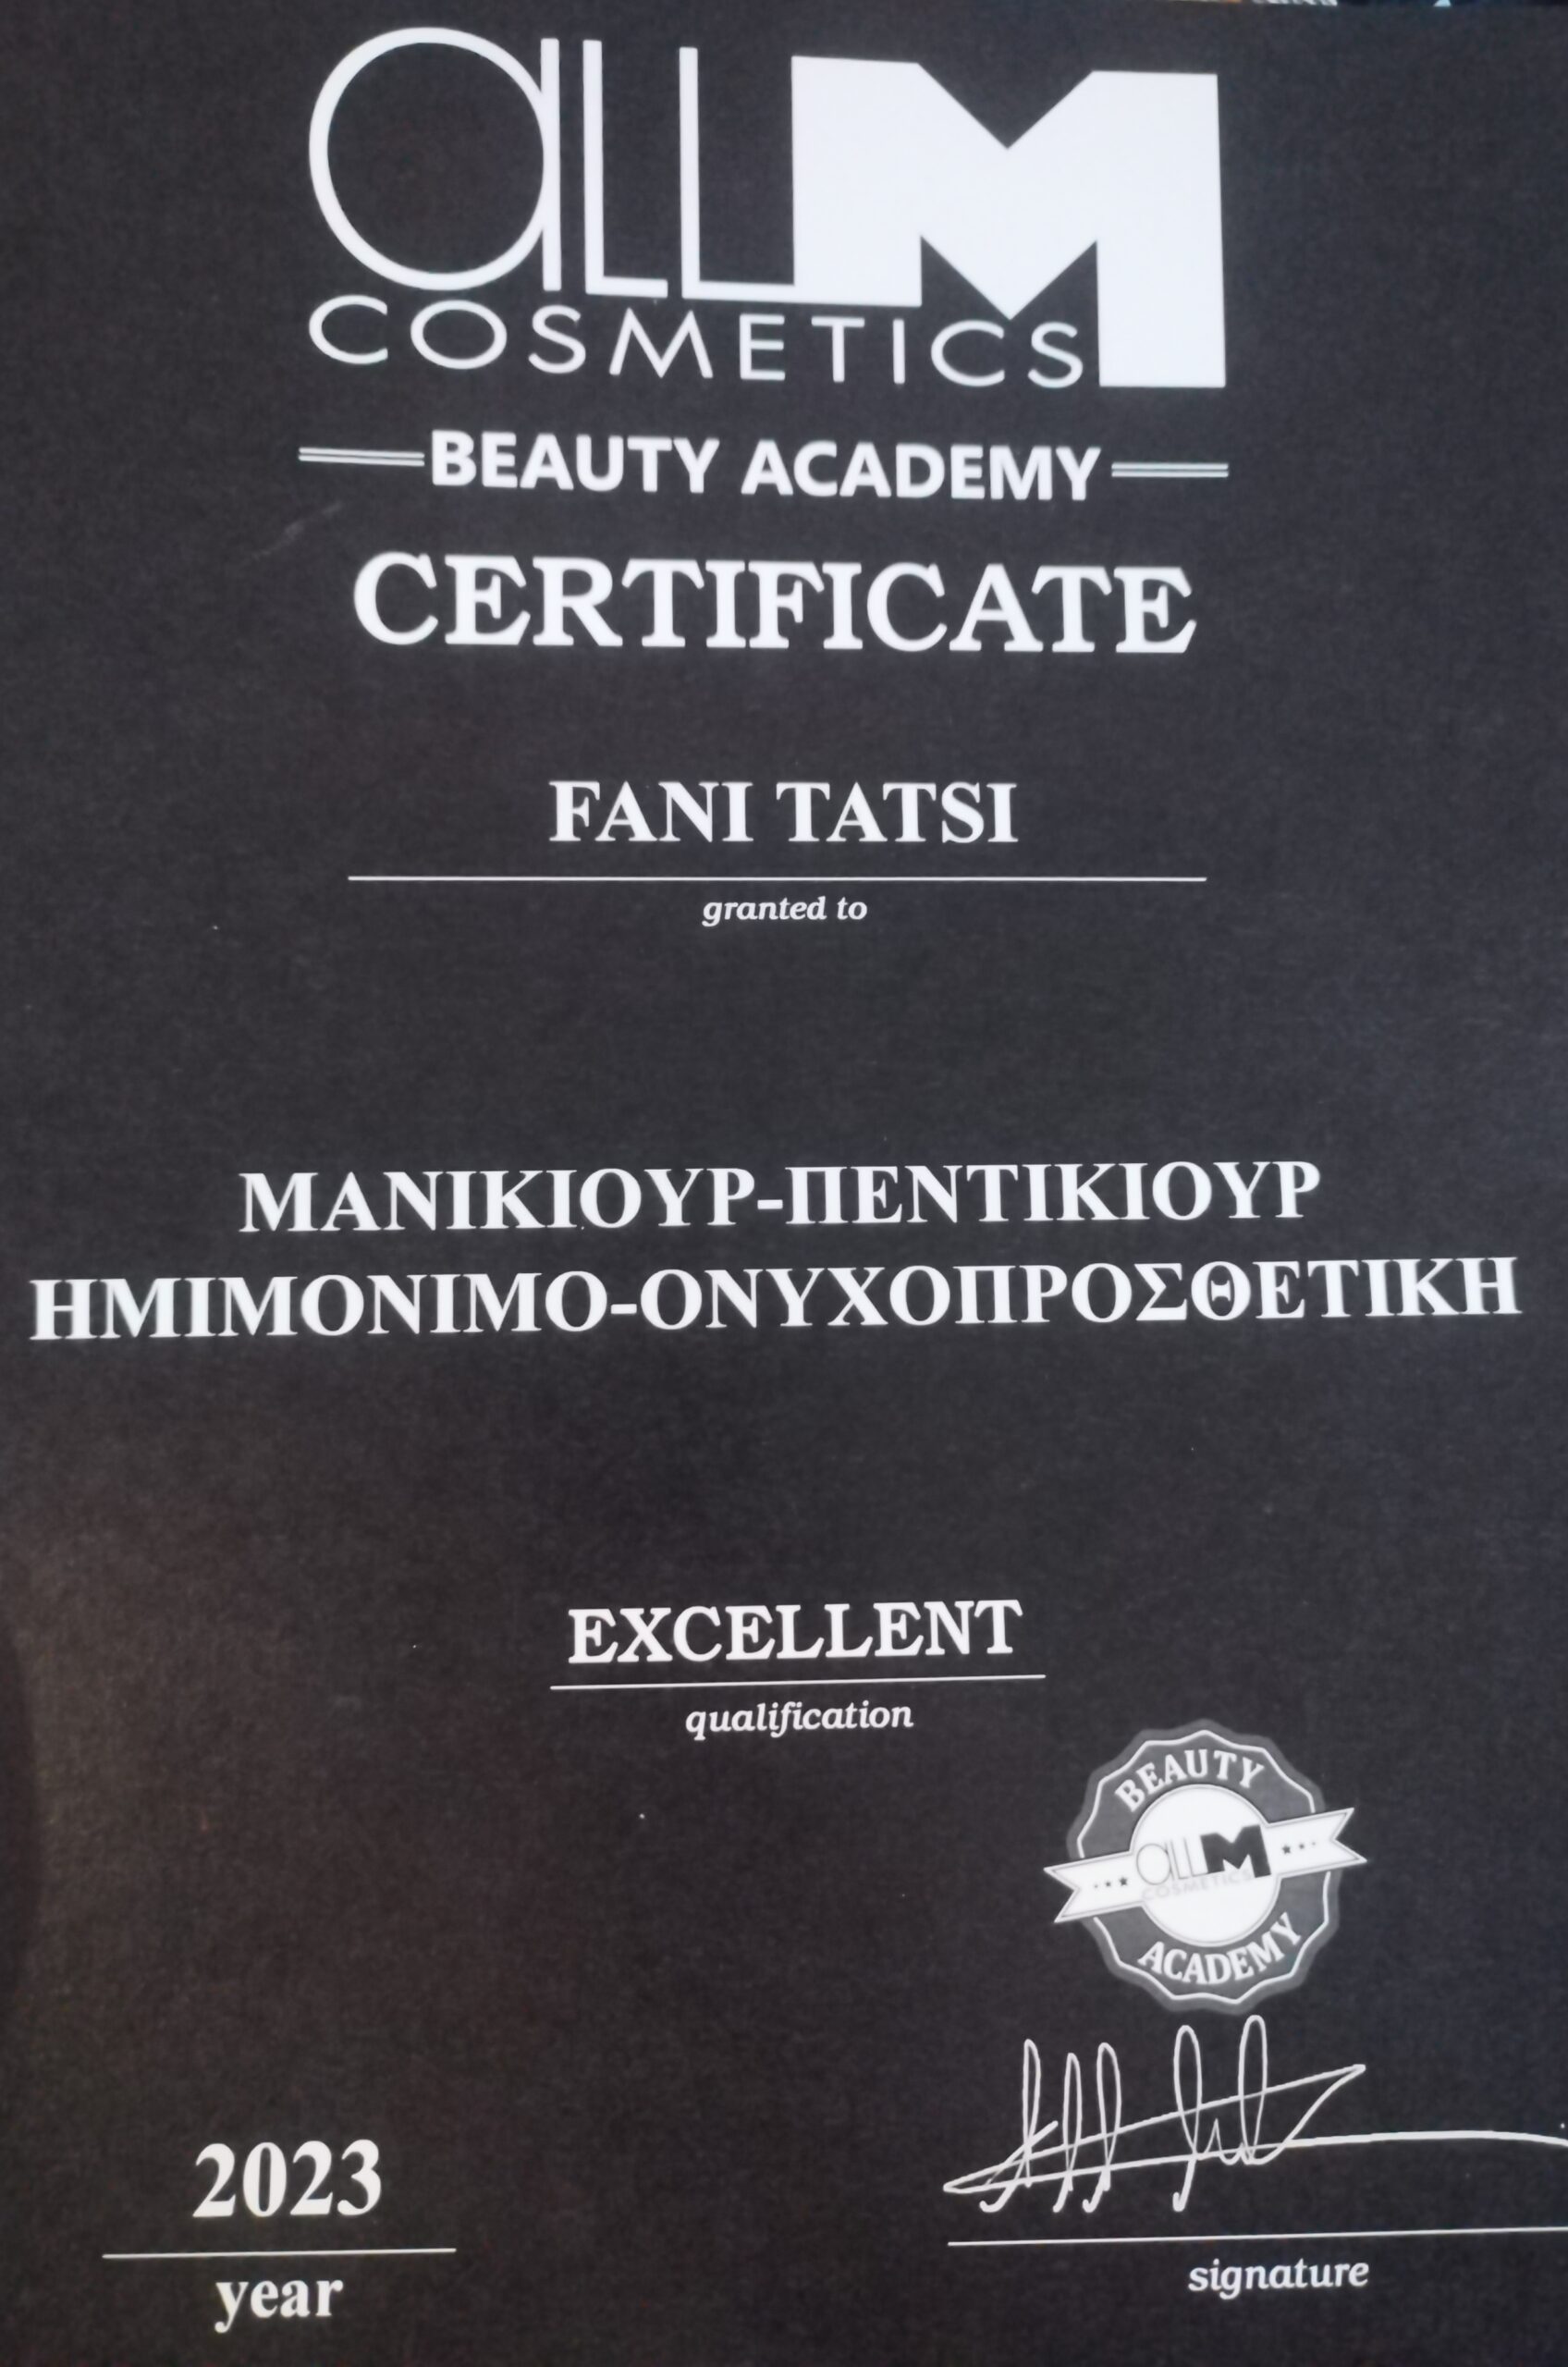 allM
COSMETICS
BEAUTY ACADEMY
CERTIFICATE
FANI TATSI
granted to
ΜΑΝΙΚΙΟΥΡ-ΠΕΝΤΙΚΙΟΥΡ
ΗΜΙΜΟΝΙΜΟ-ΟΝΥΧΟΠΡΟΣΘΕΤΙΚΗ
EXCELLENT
qualification
BEAUTY
allM
COSMETICS
ACADEMY
2023
year
signature